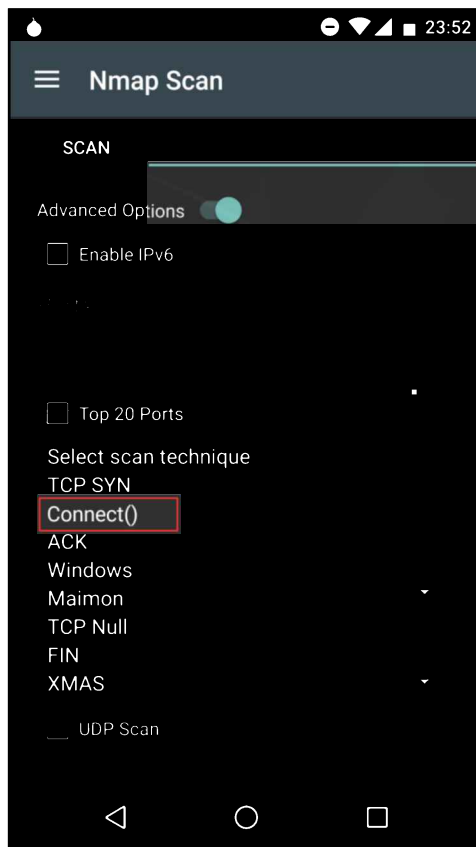 23:52
Nmap Scan
SCAN
Advanced Options
Enable IPv6
Top 20 Ports
Select scan technique
TCP SYN
Connect()
ACK
Windows
Maimon
TCP Null
FIN
XMAS
UDP Scan